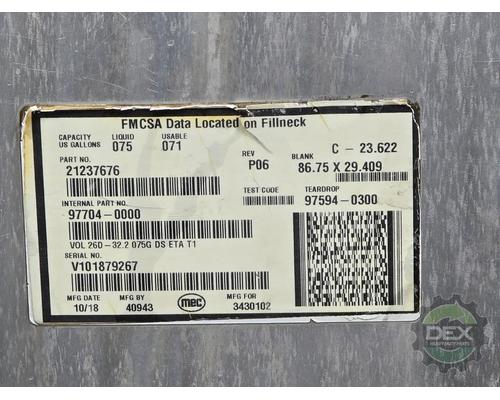 FMCSA Data Located on Fillneck
CAPACITY US GALLONS LIQUID 075 USABLE 071
C - 23.622
PART NO. 21237676
REV P06
BLANK 86.75 X 29.409
INTERNAL PART NO. 97704-0000
TEST CODE
TEARDROP 97594-0300
VOL 26D-32.2 075G DS ETA T1
SERIAL NO.
V101879267
MFG DATE MFG BY mec MFG FOR
10/18 40943 3430102
DEX
HEAVY DUTY PARTS